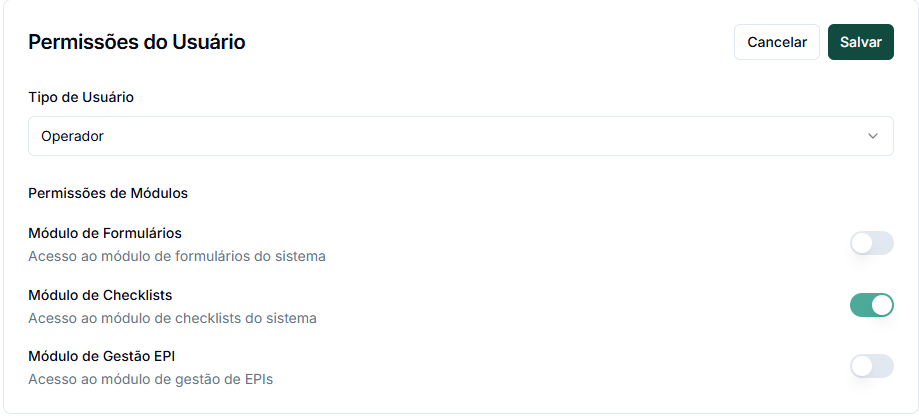 Permissões do Usuário
Cancelar
Salvar
Tipo de Usuário
Operador
Permissões de Módulos
Módulo de Formulários
Acesso ao módulo de formulários do sistema
Módulo de Checklists
Acesso ao módulo de checklists do sistema
Módulo de Gestão EPI
Acesso ao módulo de gestão de EPIs